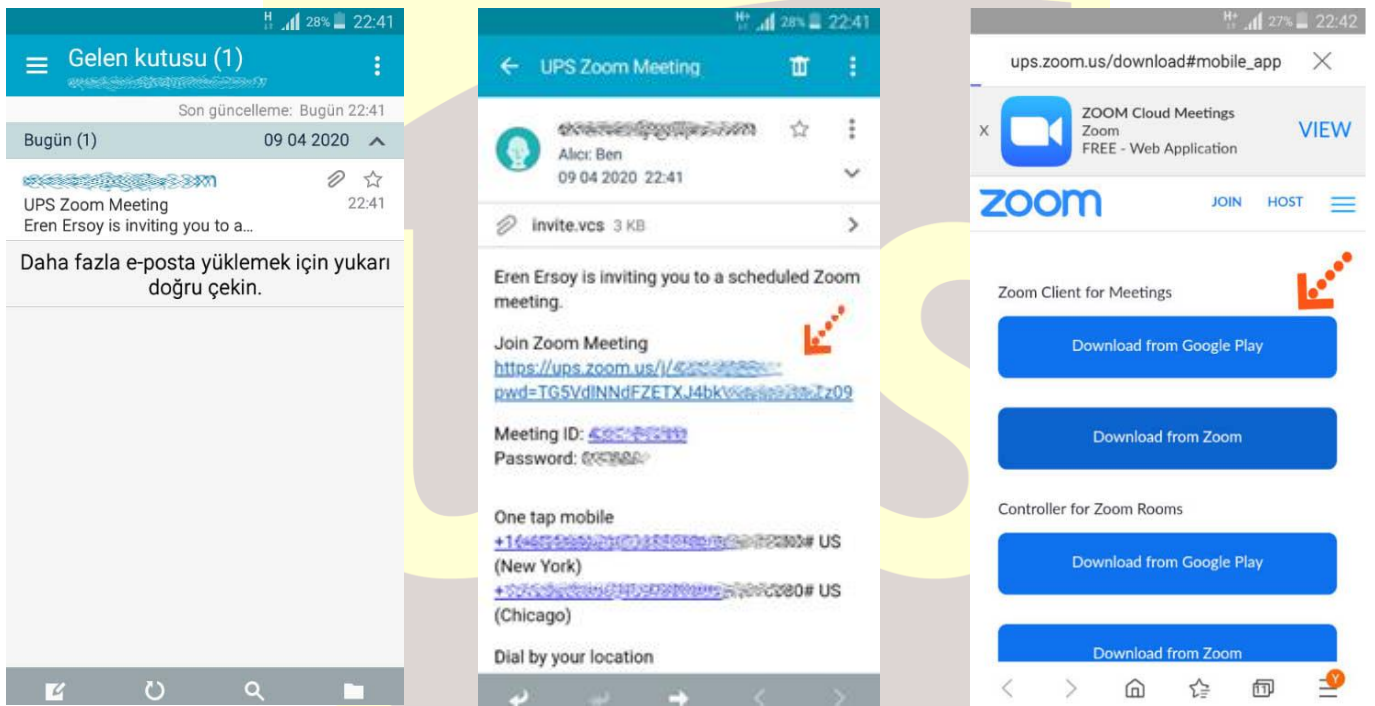 28% 22:41
Gelen kutusu (1)
Son güncelleme: Bugün 22:41
Bugün (1) 09 04 2020
UPS Zoom Meeting 22:41
Eren Ersoy is inviting you to a...
Daha fazla e-posta yüklemek için yukarı
doğru çekin.
H+ 28% 22:41
UPS Zoom Meeting
Alıcı: Ben
09 04 2020 22:41
invite.vcs 3 KB
Eren Ersoy is inviting you to a scheduled Zoom
meeting.
Join Zoom Meeting
https://ups.zoom.us/j/
Meeting ID:
Password:
One tap mobile
US
(New York)
US
(Chicago)
Dial by your location
H+ 27% 22:42
ups.zoom.us/download#mobile_app
x
ZOOM Cloud Meetings
Zoom
FREE - Web Application
VIEW
zoom JOIN HOST
Zoom Client for Meetings
Download from Google Play
Download from Zoom
Controller for Zoom Rooms
Download from Google Play
Download from Zoom
11
Y